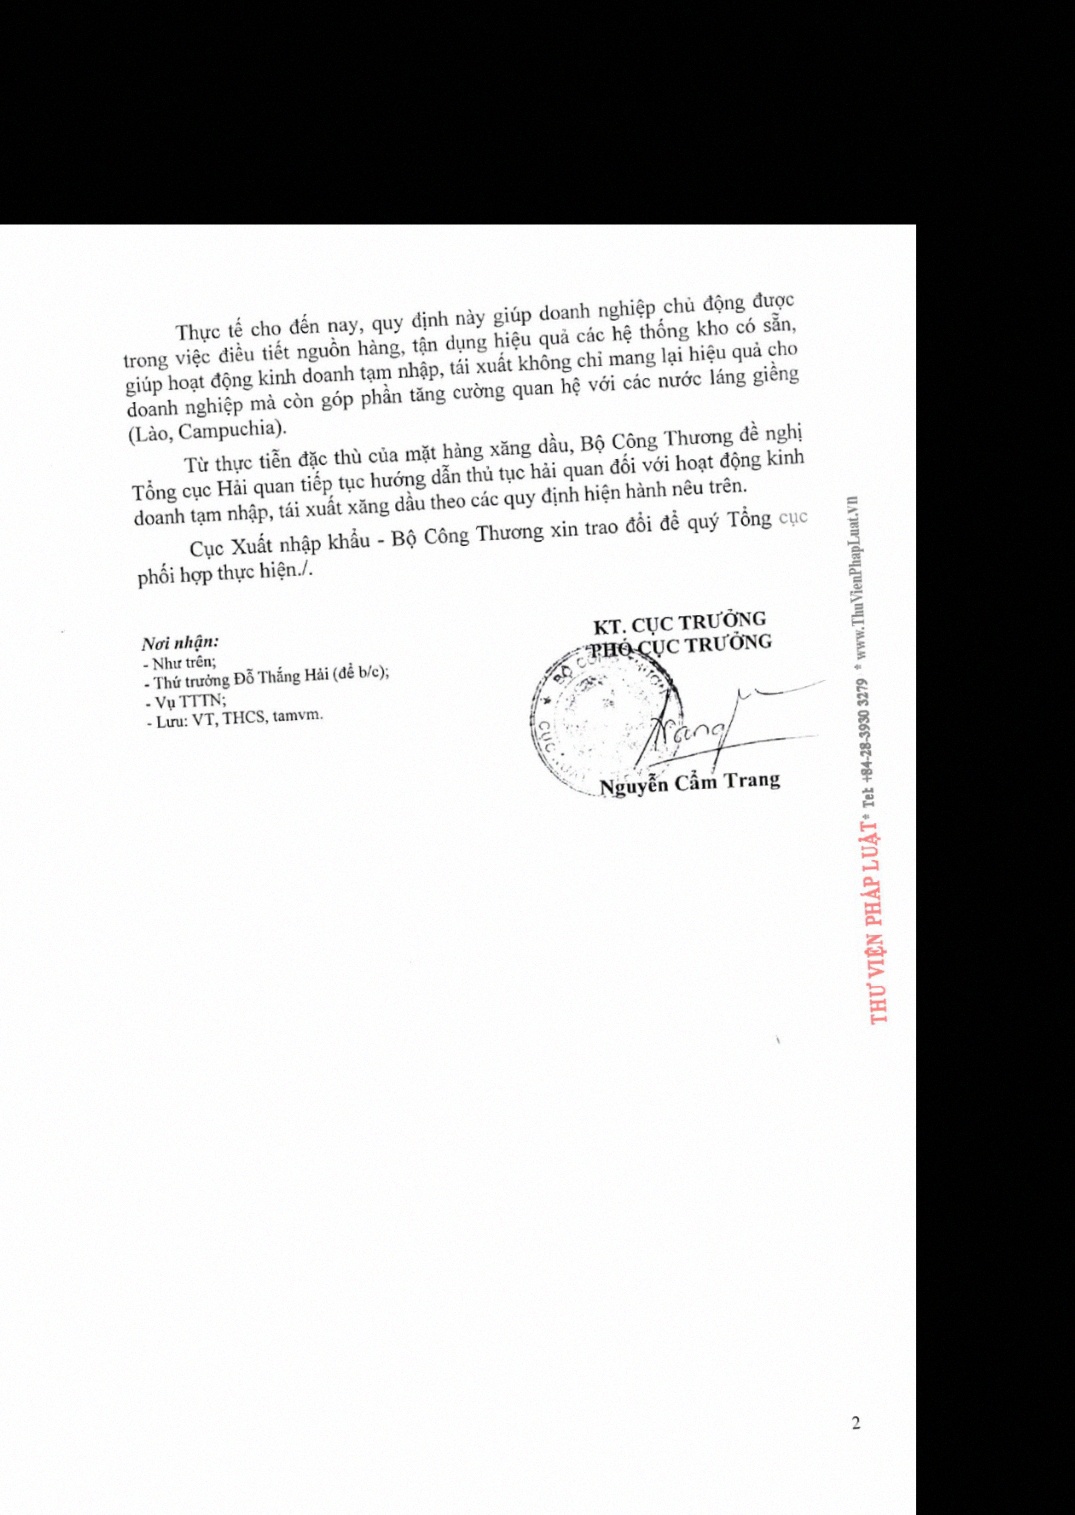 Thực tế cho đến nay, quy định này giúp doanh nghiệp chủ động được
trong việc điều tiết nguồn hàng, tận dụng hiệu quả các hệ thống kho có sẵn,
giúp hoạt động kinh doanh tạm nhập, tái xuất không chỉ mang lại hiệu quả cho
doanh nghiệp mà còn góp phần tăng cường quan hệ với các nước láng giềng
(Lào, Campuchia).
Từ thực tiễn đặc thù của mặt hàng xăng dầu, Bộ Công Thương đề nghị
Tổng cục Hải quan tiếp tục hướng dẫn thủ tục hải quan đối với hoạt động kinh
doanh tạm nhập, tái xuất xăng dầu theo các quy định hiện hành nêu trên.
Cục Xuất nhập khẩu - Bộ Công Thương xin trao đổi để quý Tổng cục
phối hợp thực hiện./.
Nơi nhận:
- Như trên;
- Thứ trưởng Đỗ Thắng Hải (để b/c);
- Vụ TTTN;
- Lưu: VT, THCS, tamvm.
KT. CỤC TRƯỞNG
PHÓ CỤC TRƯỞNG
BỘ CÔNG THƯƠNG
CỤC
Trang
Nguyễn Cẩm Trang
THƯ VIỆN PHÁP LUẬT * Tel: +84-28-3930 3279 * www.ThuVienPhapLuat.vn
2